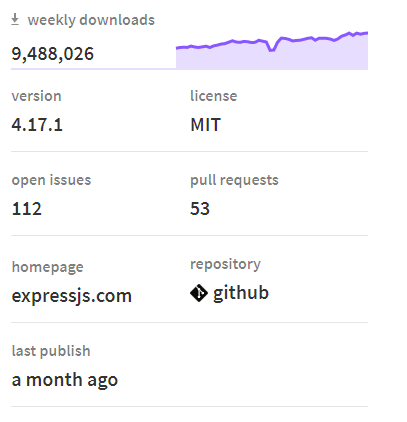 weekly downloads
9,488,026
version
license
4.17.1
MIT
open issues
pull requests
112
53
homepage
repository
expressjs.com
github
last publish
a month ago